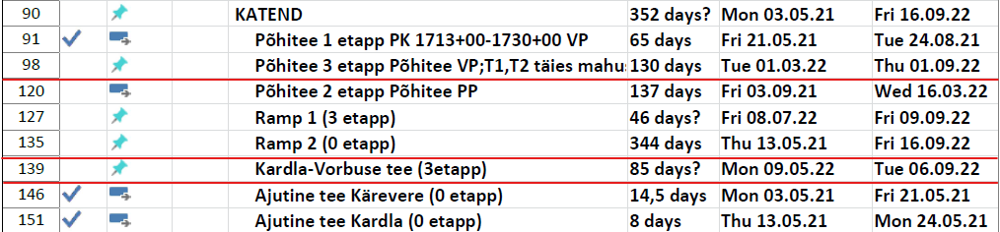 90 KATEND 352 days? Mon 03.05.21 Fri 16.09.22
91 Põhitee 1 etapp PK 1713+00-1730+00 VP 65 days Fri 21.05.21 Tue 24.08.21
98 Põhitee 3 etapp Põhitee VP;T1,T2 täies mahus 130 days Tue 01.03.22 Thu 01.09.22
120 Põhitee 2 etapp Põhitee PP 137 days Fri 03.09.21 Wed 16.03.22
127 Ramp 1 (3 etapp) 46 days? Fri 08.07.22 Fri 09.09.22
135 Ramp 2 (0 etapp) 344 days Thu 13.05.21 Fri 16.09.22
139 Kardla-Vorbuse tee (3etapp) 85 days? Mon 09.05.22 Tue 06.09.22
146 Ajutine tee Kärevere (0 etapp) 14,5 days Mon 03.05.21 Fri 21.05.21
151 Ajutine tee Kardla (0 etapp) 8 days Thu 13.05.21 Mon 24.05.21